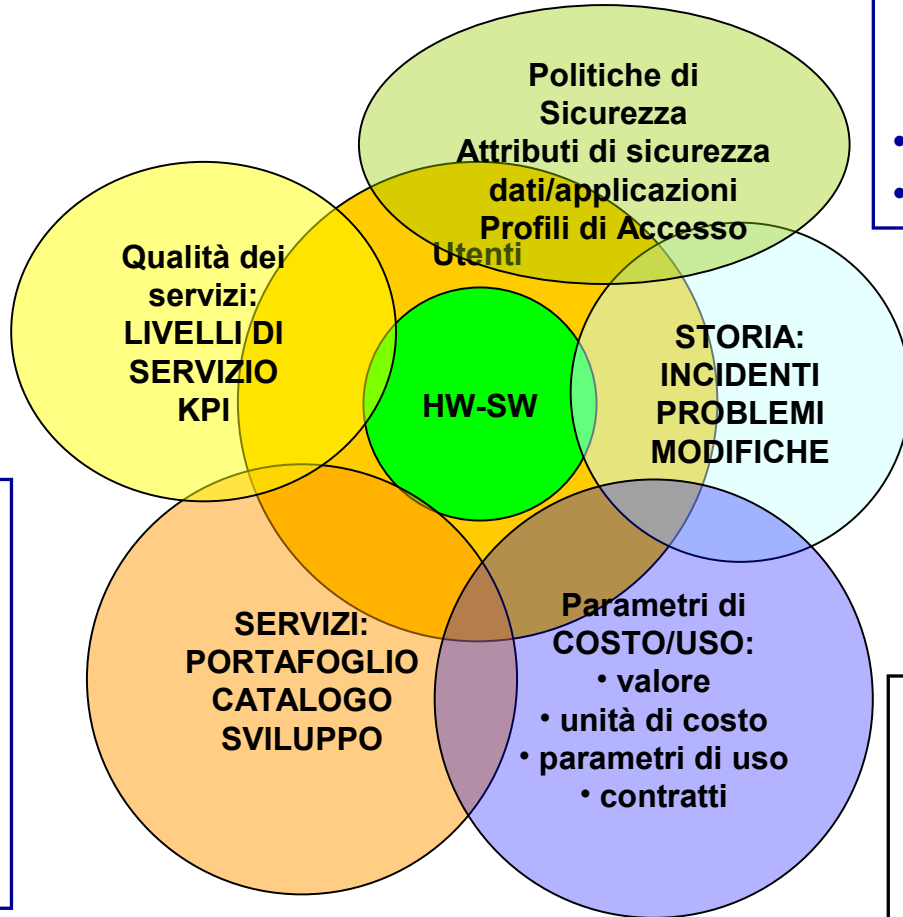 Politiche di
Sicurezza
Attributi di sicurezza
dati/applicazioni
Profili di Accesso
Utenti
Qualità dei
servizi:
LIVELLI DI
SERVIZIO
KPI
HW-SW
STORIA:
INCIDENTI
PROBLEMI
MODIFICHE
SERVIZI:
PORTAFOGLIO
CATALOGO
SVILUPPO
Parametri di
COSTO/USO:
• valore
• unità di costo
• parametri di uso
• contratti